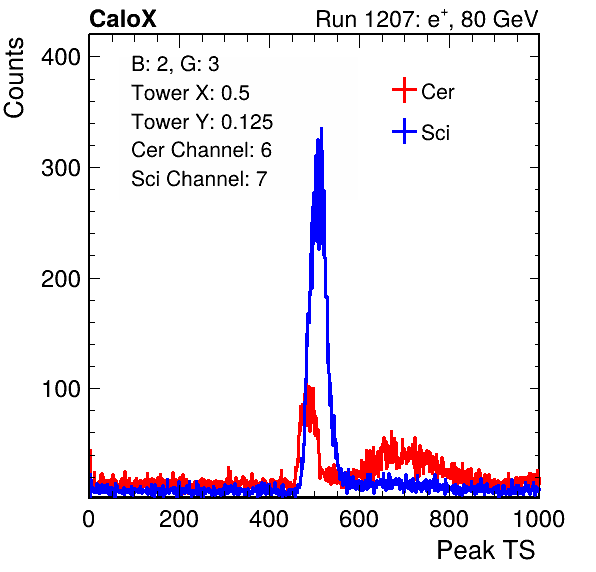 CaloX Run 1207: e⁺, 80 GeV
Counts
400
300
200
100
B: 2, G: 3
Tower X: 0.5
Tower Y: 0.125
Cer Channel: 6
Sci Channel: 7
Cer
Sci
0 200 400 600 800 1000
Peak TS